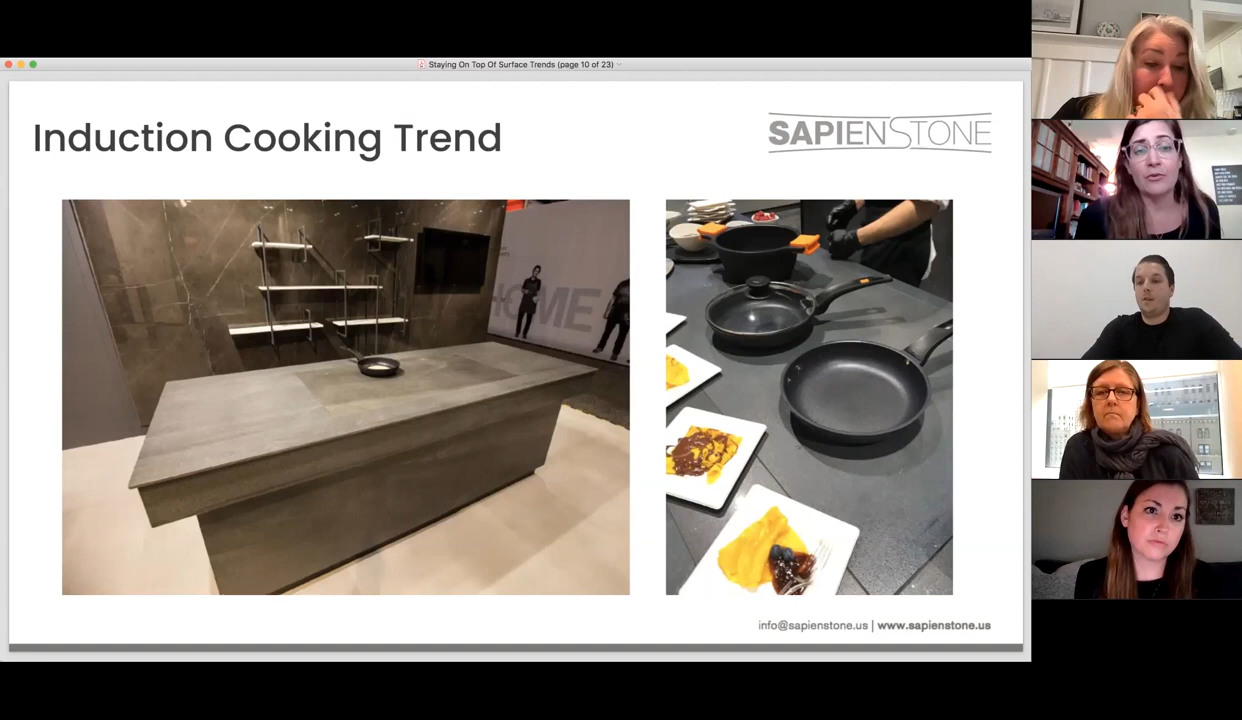 Staying On Top Of Surface Trends (page 10 of 23)
Induction Cooking Trend
SAPIENSTONE
HOME
info@sapienstone.us | www.sapienstone.us